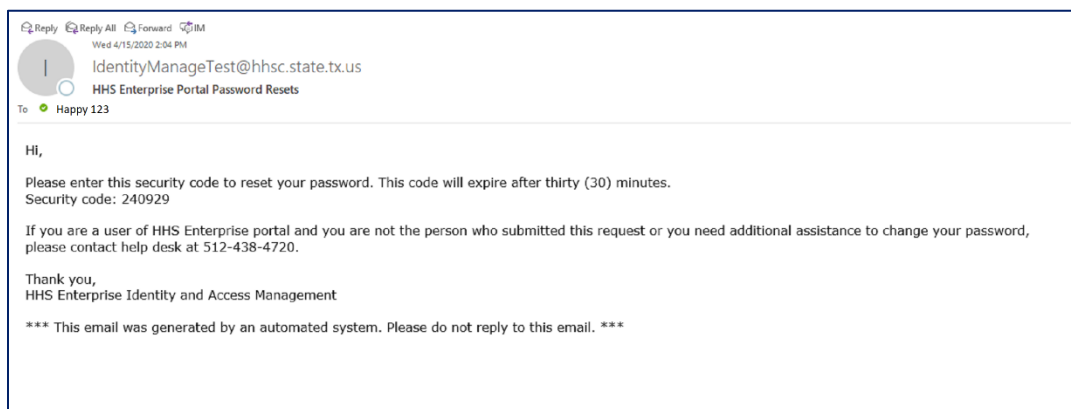 Reply Reply All Forward IM
Wed 4/15/2020 2:04 PM
I
IdentityManageTest@hhsc.state.tx.us
HHS Enterprise Portal Password Resets
To Happy 123
Hi,
Please enter this security code to reset your password. This code will expire after thirty (30) minutes.
Security code: 240929
If you are a user of HHS Enterprise portal and you are not the person who submitted this request or you need additional assistance to change your password,
please contact help desk at 512-438-4720.
Thank you,
HHS Enterprise Identity and Access Management
*** This email was generated by an automated system. Please do not reply to this email. ***